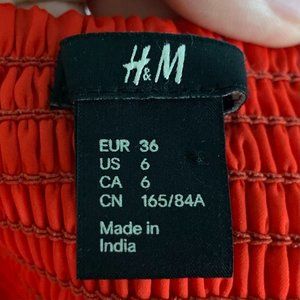 H&M
EUR 36
US 6
CA 6
CN 165/84A
Made in
India